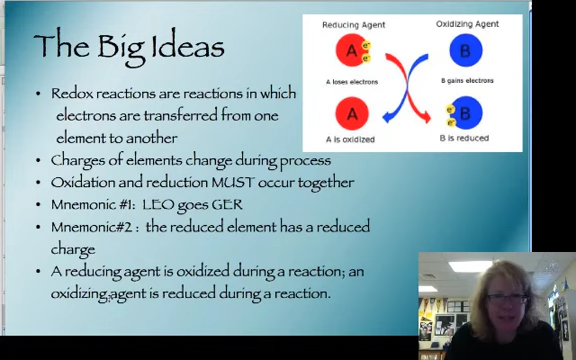 The Big Ideas
Redox reactions are reactions in which
electrons are transferred from one
element to another
Charges of elements change during process
Oxidation and reduction MUST occur together
Mnemonic #1: LEO goes GER
Mnemonic#2 : the reduced element has a reduced
charge
A reducing agent is oxidized during a reaction; an
oxidizing agent is reduced during a reaction.
Reducing Agent Oxidizing Agent
A e⁻ e⁻ B
A loses electrons B gains electrons
A e⁻ e⁻ B
A is oxidized B is reduced